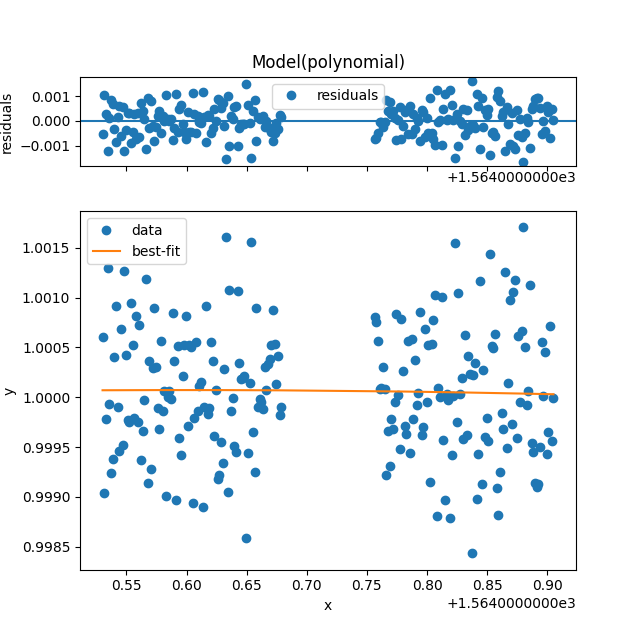 Model(polynomial)
0.001
0.000
−0.001
residuals
residuals
+1.5640000000e3
1.0015
1.0010
1.0005
1.0000
0.9995
0.9990
0.9985
y
data
best-fit
0.55 0.60 0.65 0.70 0.75 0.80 0.85 0.90
x
+1.5640000000e3